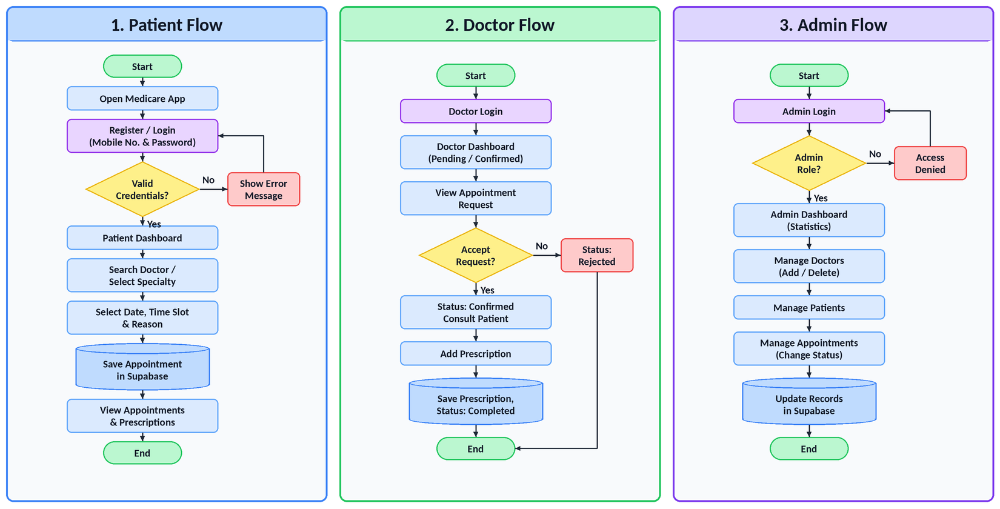 1. Patient Flow
Start
Open Medicare App
Register / Login
(Mobile No. & Password)
Valid
Credentials?
No
Show Error
Message
Yes
Patient Dashboard
Search Doctor /
Select Specialty
Select Date, Time Slot
& Reason
Save Appointment
in Supabase
View Appointments
& Prescriptions
End
2. Doctor Flow
Start
Doctor Login
Doctor Dashboard
(Pending / Confirmed)
View Appointment
Request
Accept
Request?
No
Status:
Rejected
Yes
Status: Confirmed
Consult Patient
Add Prescription
Save Prescription,
Status: Completed
End
3. Admin Flow
Start
Admin Login
Admin
Role?
No
Access
Denied
Yes
Admin Dashboard
(Statistics)
Manage Doctors
(Add / Delete)
Manage Patients
Manage Appointments
(Change Status)
Update Records
in Supabase
End